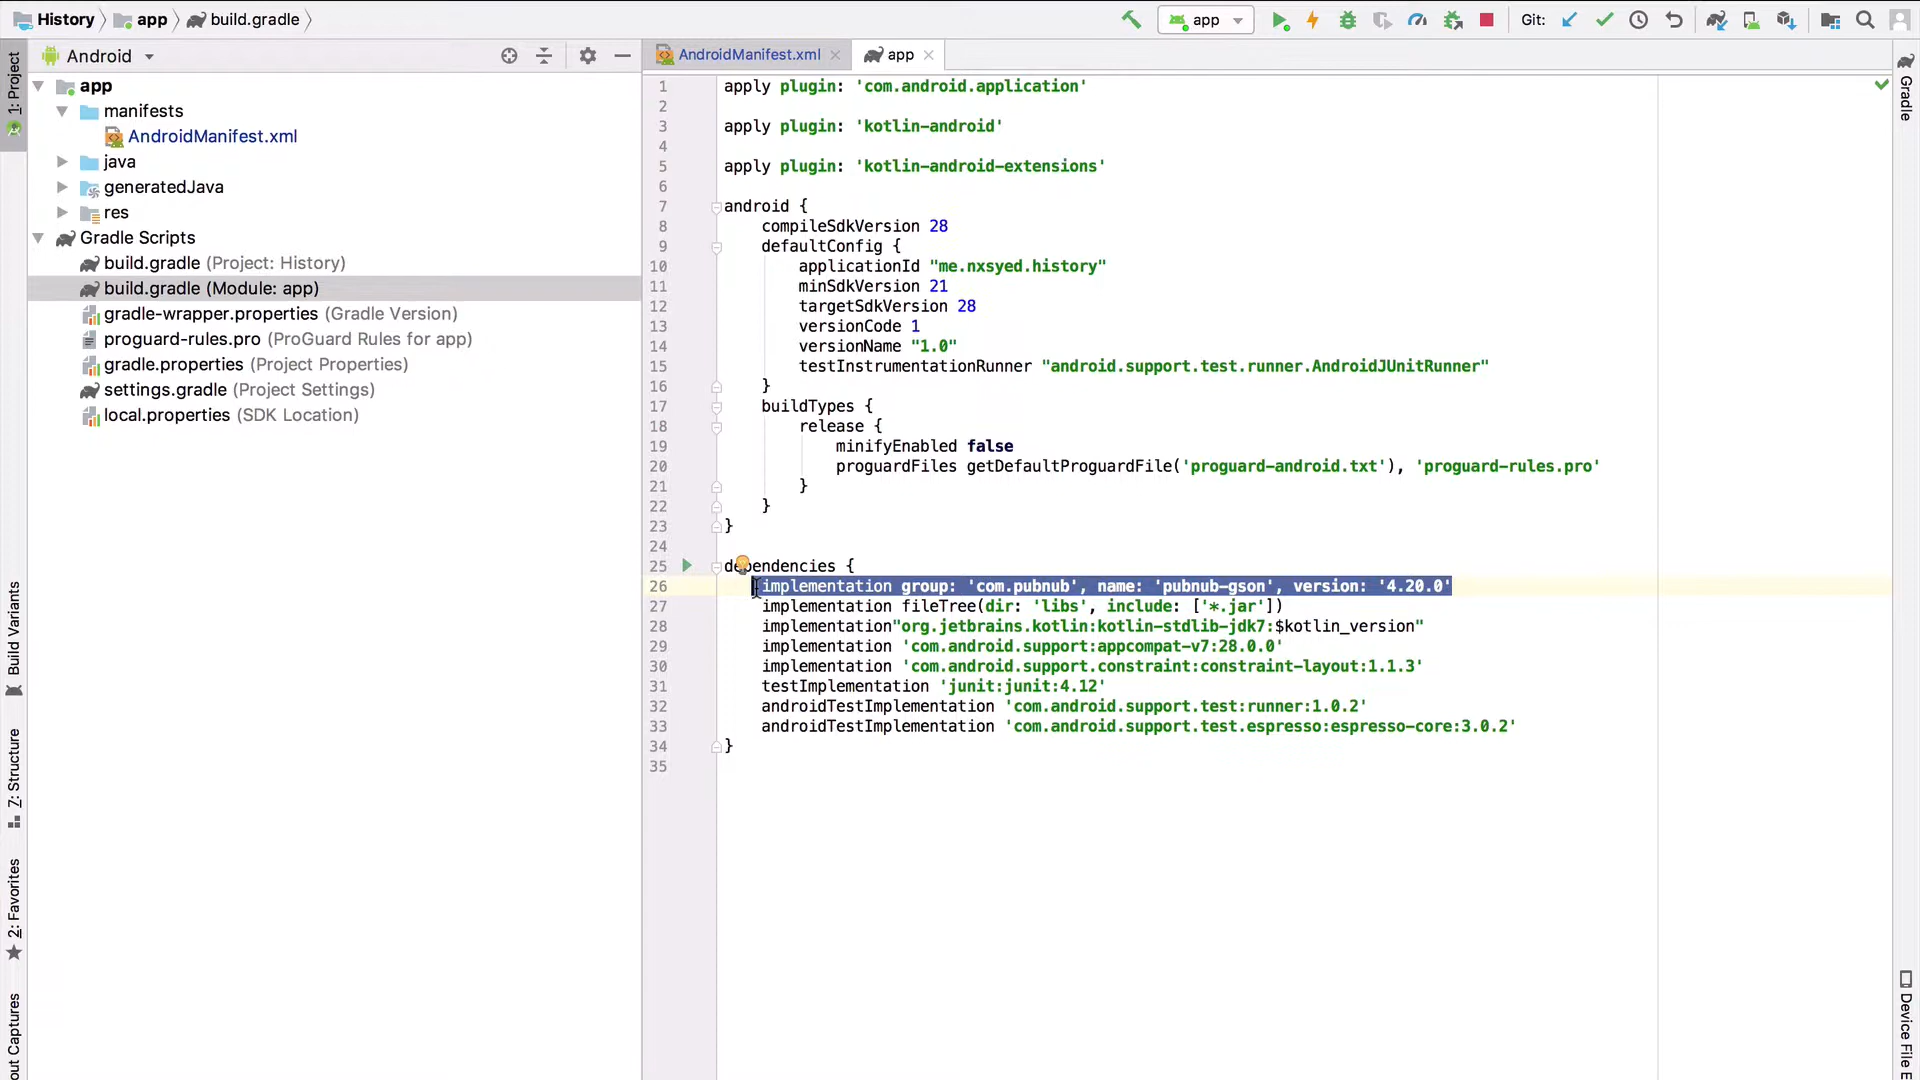 History app build.gradle
app Git:
Android
AndroidManifest.xml app
1: Project
app
manifests
AndroidManifest.xml
java
generatedJava
res
Gradle Scripts
build.gradle (Project: History)
build.gradle (Module: app)
gradle-wrapper.properties (Gradle Version)
proguard-rules.pro (ProGuard Rules for app)
gradle.properties (Project Properties)
settings.gradle (Project Settings)
local.properties (SDK Location)
Build Variants
7: Structure
2: Favorites
out Captures
1 apply plugin: 'com.android.application'
2
3 apply plugin: 'kotlin-android'
4
5 apply plugin: 'kotlin-android-extensions'
6
7 android {
8 compileSdkVersion 28
9 defaultConfig {
10 applicationId "me.nxsyed.history"
11 minSdkVersion 21
12 targetSdkVersion 28
13 versionCode 1
14 versionName "1.0"
15 testInstrumentationRunner "android.support.test.runner.AndroidJUnitRunner"
16 }
17 buildTypes {
18 release {
19 minifyEnabled false
20 proguardFiles getDefaultProguardFile('proguard-android.txt'), 'proguard-rules.pro'
21 }
22 }
23 }
24
25 dependencies {
26 implementation group: 'com.pubnub', name: 'pubnub-gson', version: '4.20.0'
27 implementation fileTree(dir: 'libs', include: ['*.jar'])
28 implementation"org.jetbrains.kotlin:kotlin-stdlib-jdk7:$kotlin_version"
29 implementation 'com.android.support:appcompat-v7:28.0.0'
30 implementation 'com.android.support.constraint:constraint-layout:1.1.3'
31 testImplementation 'junit:junit:4.12'
32 androidTestImplementation 'com.android.support.test:runner:1.0.2'
33 androidTestImplementation 'com.android.support.test.espresso:espresso-core:3.0.2'
34 }
35
Gradle
Device File E